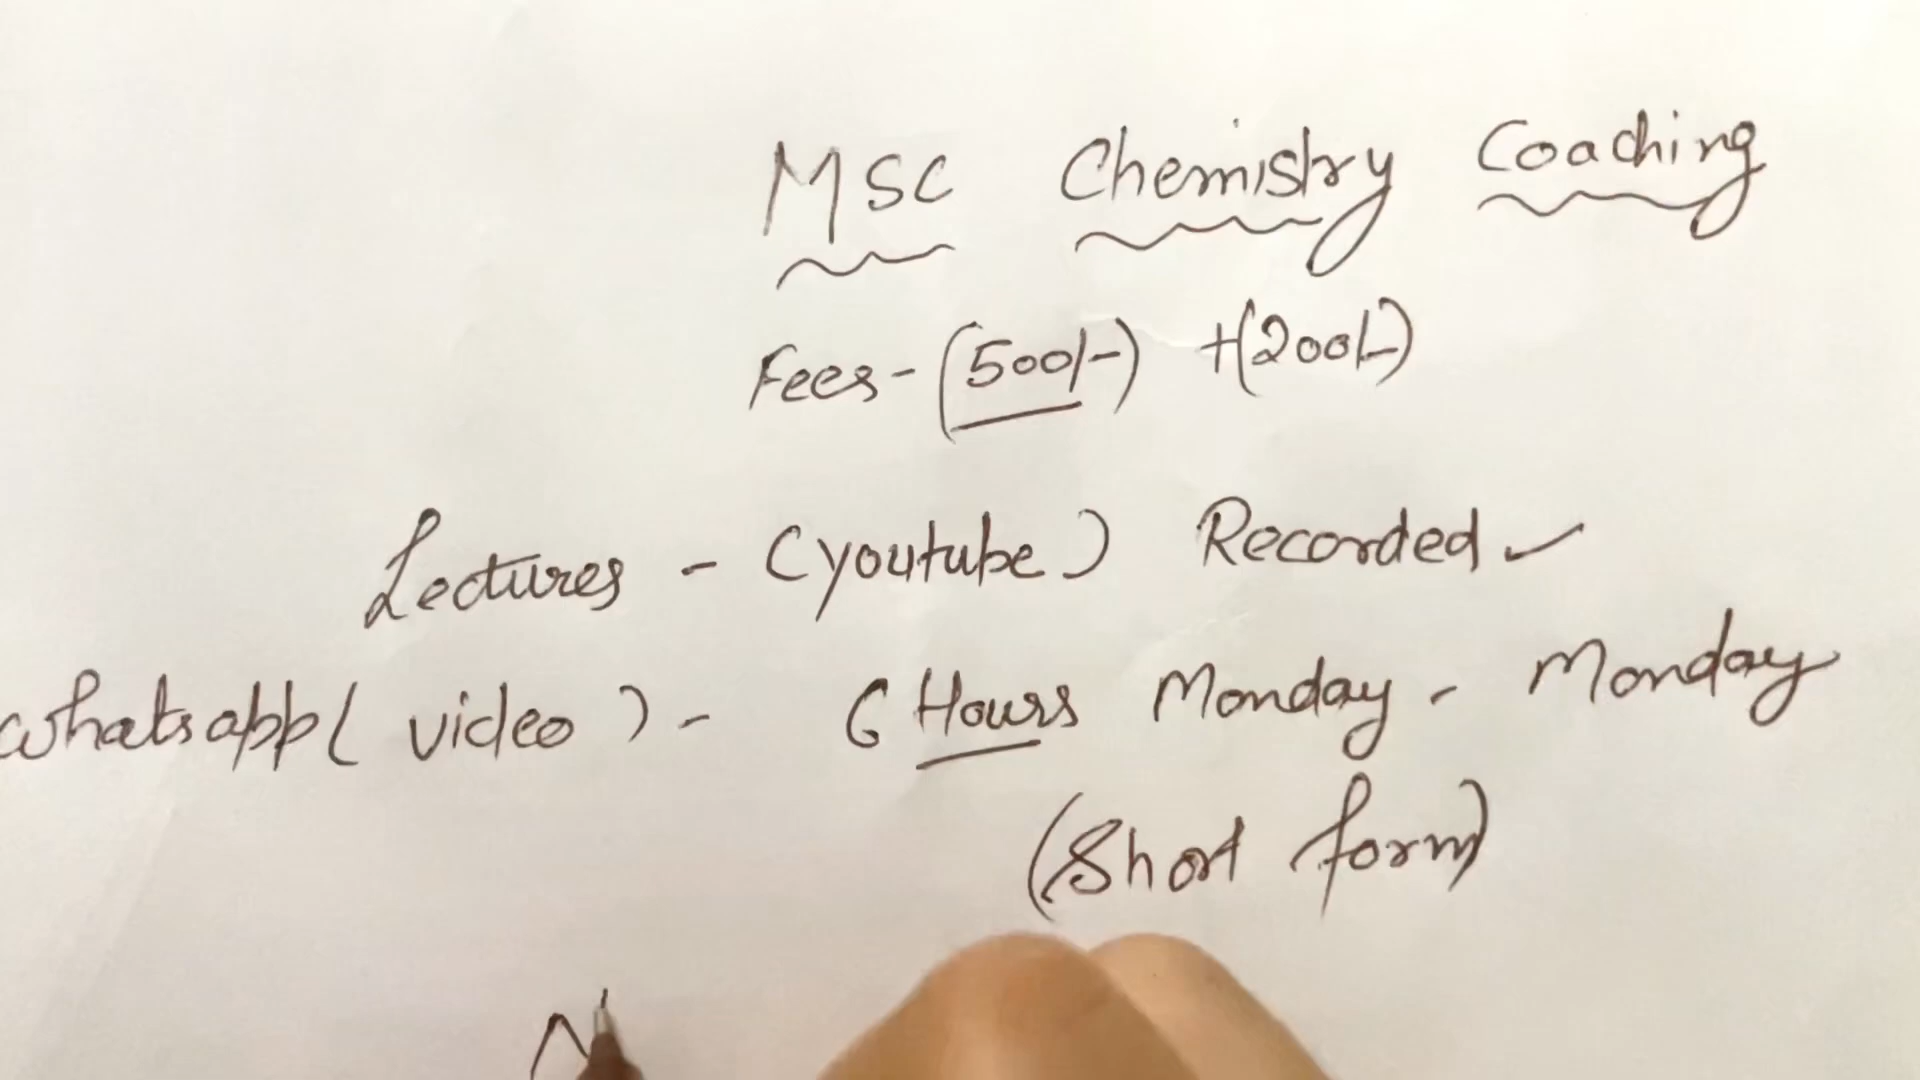 MSC Chemistry Coaching
Fees - (500/-) +(200/-)
Lectures - (youtube) Recorded ✓
whatsapp( video ) - 6 Hours Monday - Monday
(Short form)